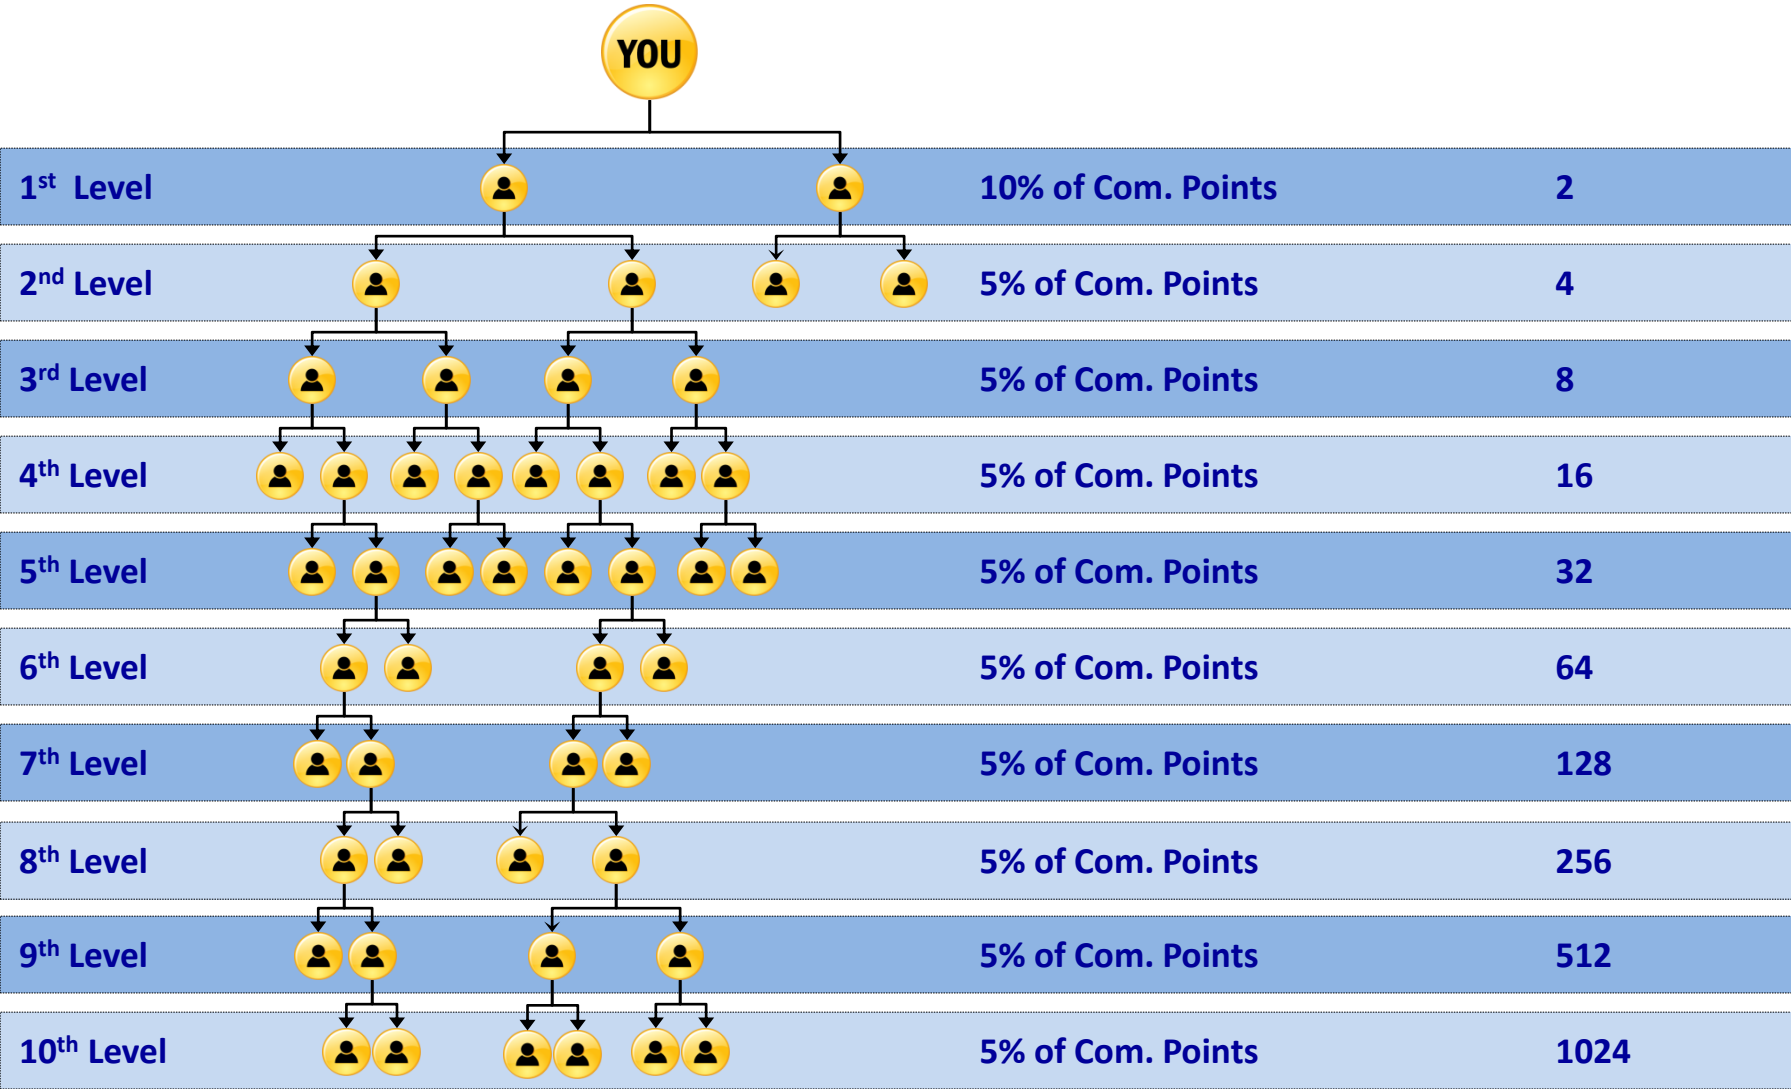 YOU
1st Level 10% of Com. Points 2
2nd Level 5% of Com. Points 4
3rd Level 5% of Com. Points 8
4th Level 5% of Com. Points 16
5th Level 5% of Com. Points 32
6th Level 5% of Com. Points 64
7th Level 5% of Com. Points 128
8th Level 5% of Com. Points 256
9th Level 5% of Com. Points 512
10th Level 5% of Com. Points 1024